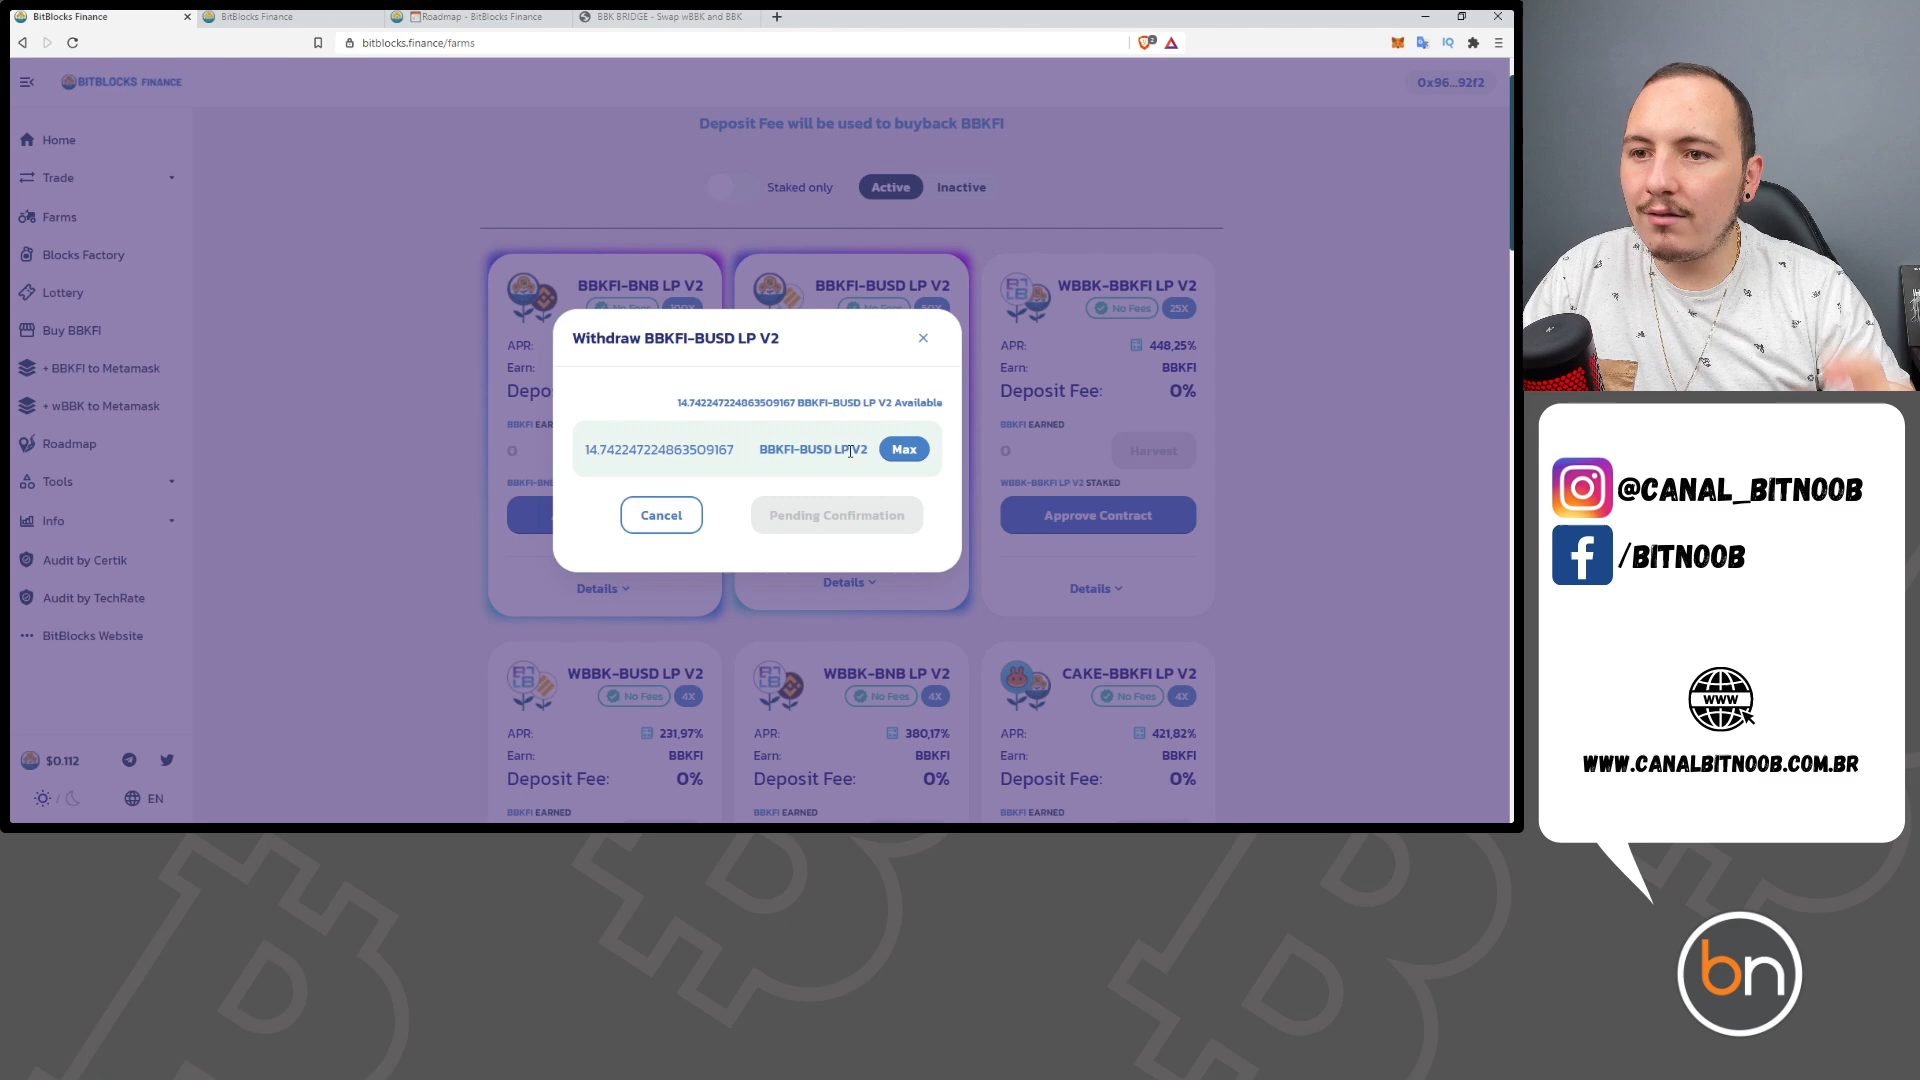 BitBlocks Finance
BitBlocks Finance
Roadmap - BitBlocks Finance
BBK BRIDGE - Swap wBBK and BBK
bitblocks.finance/farms
2
IQ
BITBLOCKS FINANCE
0x96...92f2
Home
Trade
Farms
Blocks Factory
Lottery
Buy BBKFI
+ BBKFI to Metamask
+ wBBK to Metamask
Roadmap
Tools
Info
Audit by Certik
Audit by TechRate
BitBlocks Website
$0.112
EN
Deposit Fee will be used to buyback BBKFI
Staked only
Active
Inactive
BBKFI-BNB LP V2
BBKFI-BUSD LP V2
WBBK-BBKFI LP V2
No Fees
25X
APR:
448,25%
Earn:
BBKFI
Deposit Fee:
0%
BBKFI EARNED
0
Harvest
WBBK-BBKFI LP V2 STAKED
Approve Contract
Details
Details
Details
APR:
Earn:
0
Withdraw BBKFI-BUSD LP V2
14.742247224863509167 BBKFI-BUSD LP V2 Available
14.742247224863509167
BBKFI-BUSD LP V2
Max
Cancel
Pending Confirmation
WBBK-BUSD LP V2
No Fees
4X
APR:
231,97%
Earn:
BBKFI
Deposit Fee:
0%
BBKFI EARNED
WBBK-BNB LP V2
No Fees
4X
APR:
380,17%
Earn:
BBKFI
Deposit Fee:
0%
BBKFI EARNED
CAKE-BBKFI LP V2
No Fees
4X
APR:
421,82%
Earn:
BBKFI
Deposit Fee:
0%
BBKFI EARNED
@CANAL_BITNOOB
/BITNOOB
WWW
WWW.CANALBITNOOB.COM.BR
bn